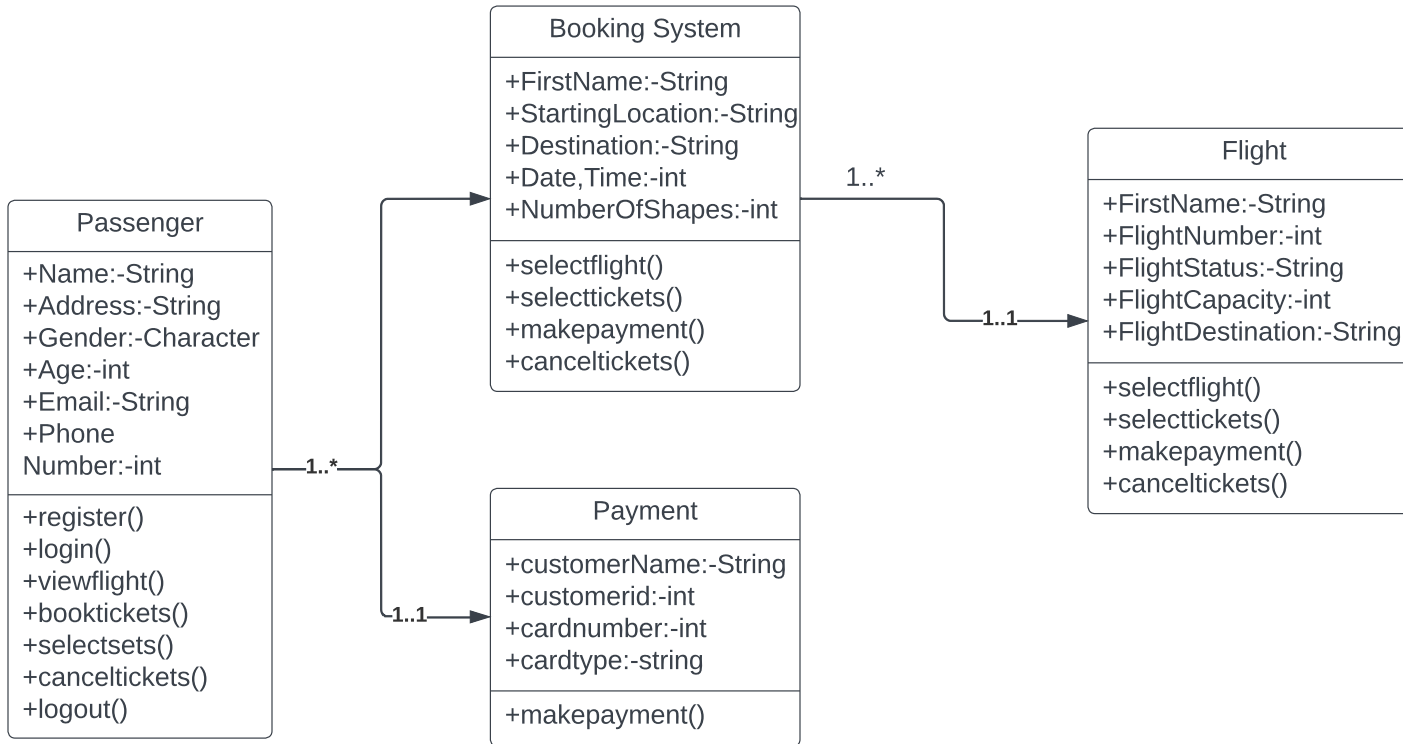 Booking System
+FirstName:-String
+StartingLocation:-String
+Destination:-String
+Date,Time:-int
+NumberOfShapes:-int
+selectflight()
+selecttickets()
+makepayment()
+canceltickets()
1..*
1..1
Flight
+FirstName:-String
+FlightNumber:-int
+FlightStatus:-String
+FlightCapacity:-int
+FlightDestination:-String
+selectflight()
+selecttickets()
+makepayment()
+canceltickets()
Passenger
+Name:-String
+Address:-String
+Gender:-Character
+Age:-int
+Email:-String
+Phone
Number:-int
+register()
+login()
+viewflight()
+booktickets()
+selectsets()
+canceltickets()
+logout()
1..*
1..1
Payment
+customerName:-String
+customerid:-int
+cardnumber:-int
+cardtype:-string
+makepayment()